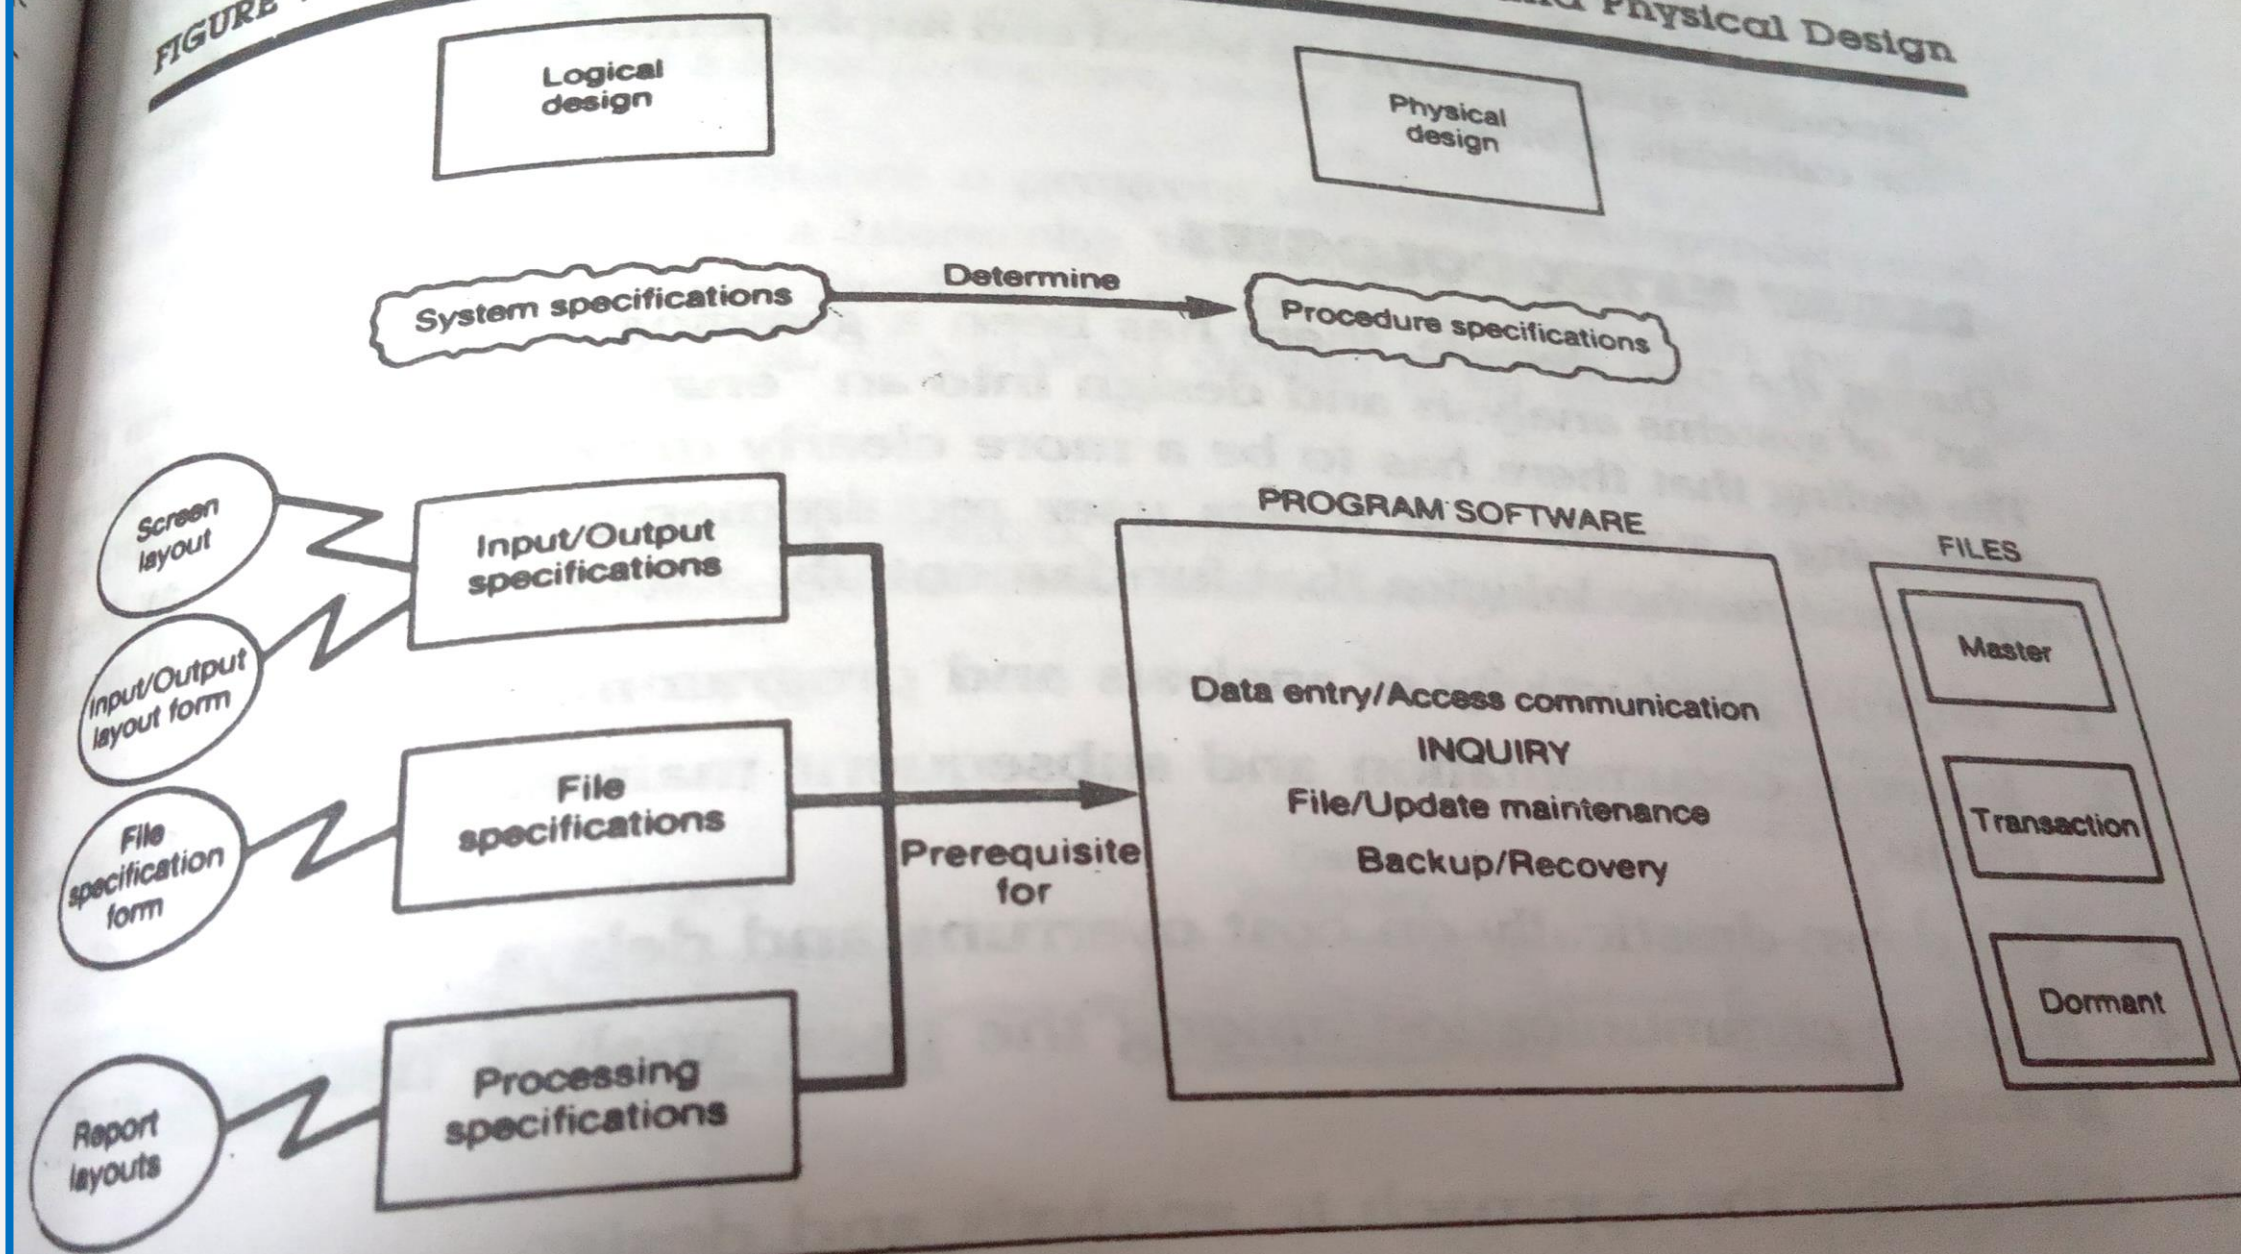 FIGURE
and Physical Design
Logical
design
Physical
design
System specifications
Determine
Procedure specifications
Screen
layout
Input/Output
specifications
Input/Output
layout form
File
specifications
File
specification
form
Processing
specifications
Report
layouts
Prerequisite
for
PROGRAM SOFTWARE
Data entry/Access communication
INQUIRY
File/Update maintenance
Backup/Recovery
FILES
Master
Transaction
Dormant